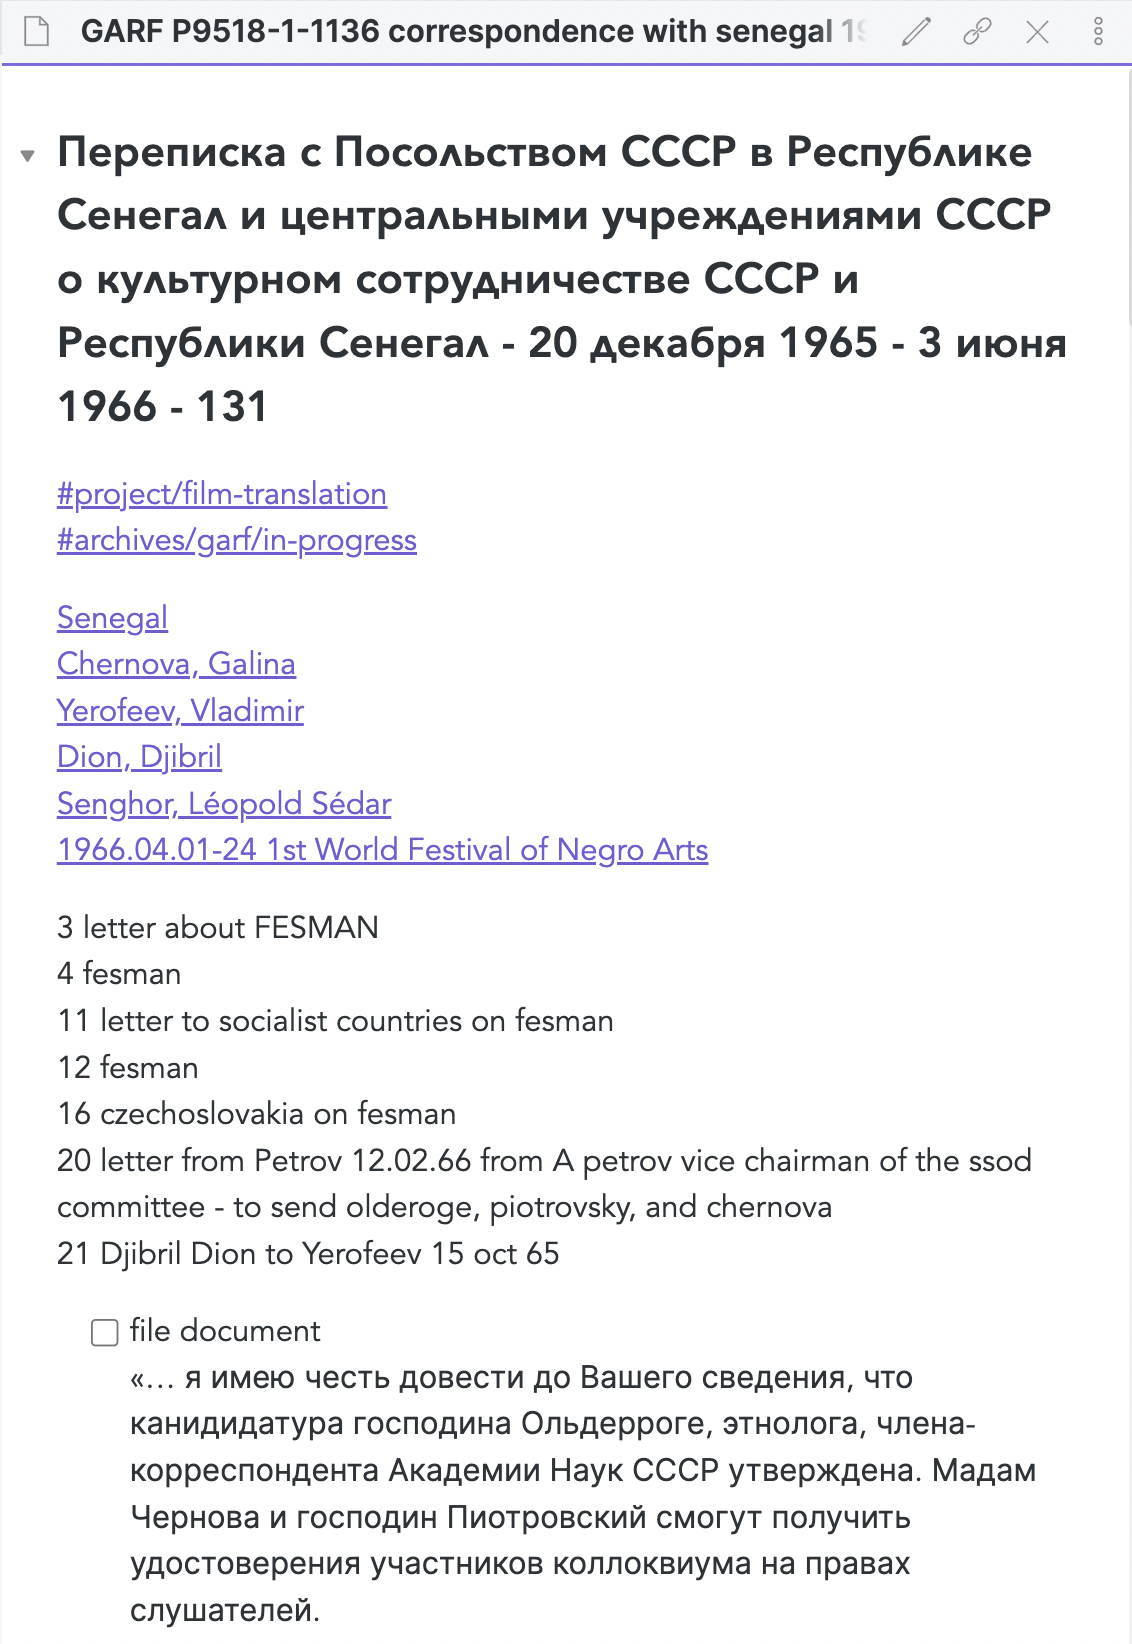 GARF P9518-1-1136 correspondence with senegal 19
Переписка с Посольством СССР в Республике
Сенегал и центральными учреждениями СССР
о культурном сотрудничестве СССР и
Республики Сенегал - 20 декабря 1965 - 3 июня
1966 - 131
#project/film-translation
#archives/garf/in-progress
Senegal
Chernova, Galina
Yerofeev, Vladimir
Dion, Djibril
Senghor, Léopold Sédar
1966.04.01-24 1st World Festival of Negro Arts
3 letter about FESMAN
4 fesman
11 letter to socialist countries on fesman
12 fesman
16 czechoslovakia on fesman
20 letter from Petrov 12.02.66 from A petrov vice chairman of the ssod
committee - to send olderoge, piotrovsky, and chernova
21 Djibril Dion to Yerofeev 15 oct 65
file document
«… я имею честь довести до Вашего сведения, что
канидидатура господина Ольдерроге, этнолога, члена-
корреспондента Академии Наук СССР утверждена. Мадам
Чернова и господин Пиотровский смогут получить
удостоверения участников коллоквиума на правах
слушателей.